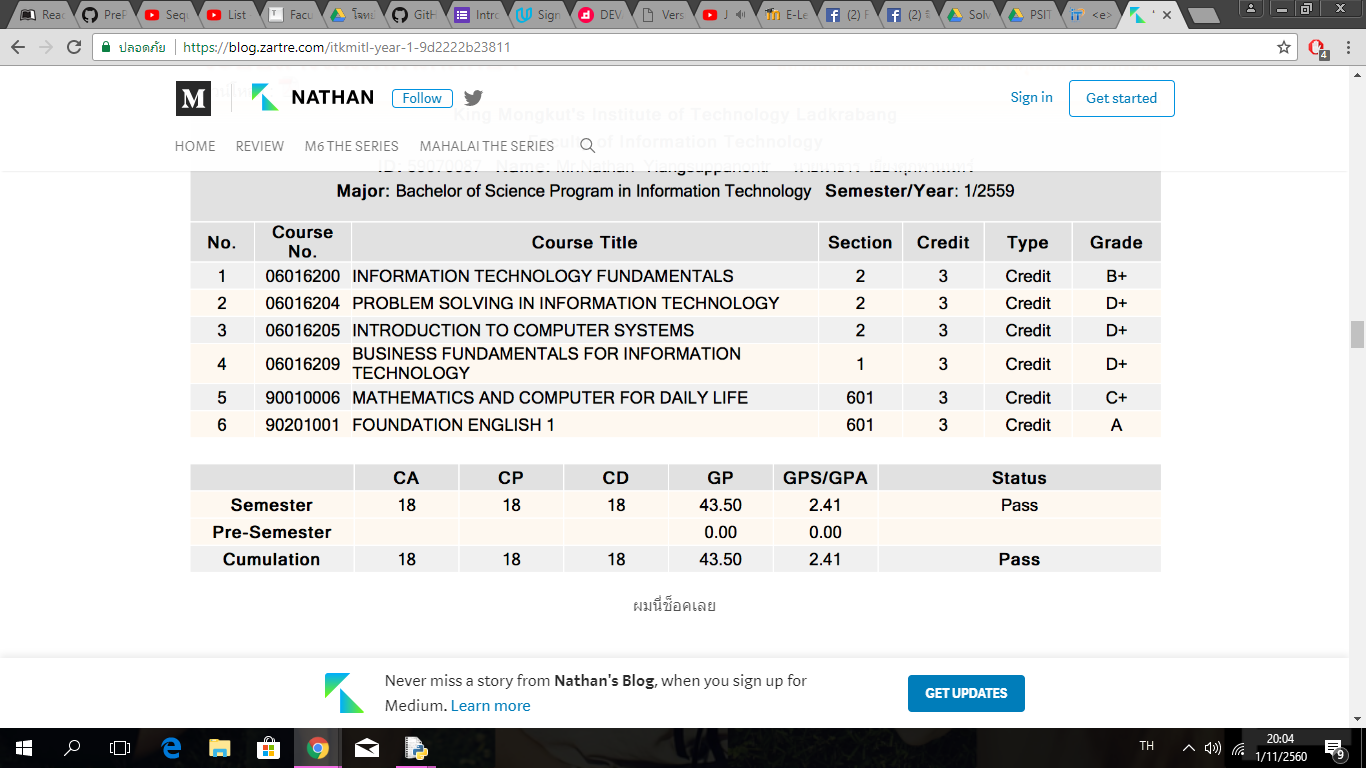 Reac
PreF
Sequ
List
Facu
โจทย
GitH
Intro
Sign
DEV
Vers
J
E-Le
(2) F
(2)
Solv
PSIT
<e>
ปลอดภัย
https://blog.zartre.com/itkmitl-year-1-9d2222b23811
4
M NATHAN Follow
Sign in Get started
King Mongkut's Institute of Technology Ladkrabang
HOME REVIEW M6 THE SERIES MAHALAI THE SERIES
Faculty of Information Technology
ID: 59070087 Name: Mr.Nathan Yiangsuppanontr
Major: Bachelor of Science Program in Information Technology Semester/Year: 1/2559
No. Course No. Course Title Section Credit Type Grade
1 06016200 INFORMATION TECHNOLOGY FUNDAMENTALS 2 3 Credit B+
2 06016204 PROBLEM SOLVING IN INFORMATION TECHNOLOGY 2 3 Credit D+
3 06016205 INTRODUCTION TO COMPUTER SYSTEMS 2 3 Credit D+
4 06016209 BUSINESS FUNDAMENTALS FOR INFORMATION TECHNOLOGY 1 3 Credit D+
5 90010006 MATHEMATICS AND COMPUTER FOR DAILY LIFE 601 3 Credit C+
6 90201001 FOUNDATION ENGLISH 1 601 3 Credit A
CA CP CD GP GPS/GPA Status
Semester 18 18 18 43.50 2.41 Pass
Pre-Semester 0.00 0.00
Cumulation 18 18 18 43.50 2.41 Pass
ผมนี่ช็อคเลย
Never miss a story from Nathan's Blog, when you sign up for
Medium. Learn more
GET UPDATES
TH
20:04
1/11/2560
9